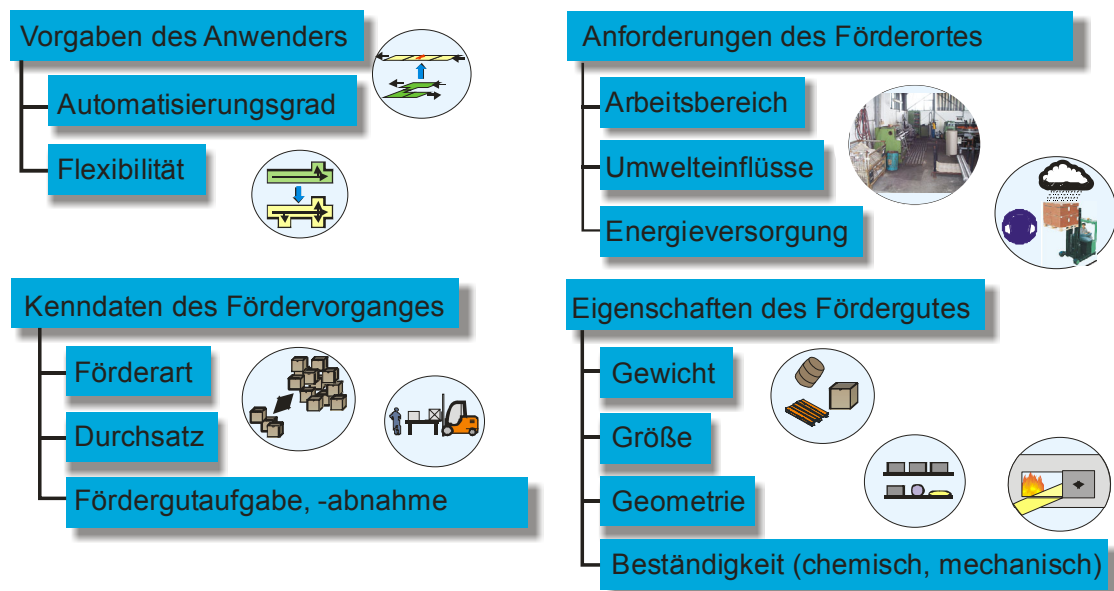 Vorgaben des Anwenders
Automatisierungsgrad
Flexibilität
Anforderungen des Förderortes
Arbeitsbereich
Umwelteinflüsse
Energieversorgung
Kenndaten des Fördervorganges
Förderart
Durchsatz
Fördergutaufgabe, -abnahme
Eigenschaften des Fördergutes
Gewicht
Größe
Geometrie
Beständigkeit (chemisch, mechanisch)